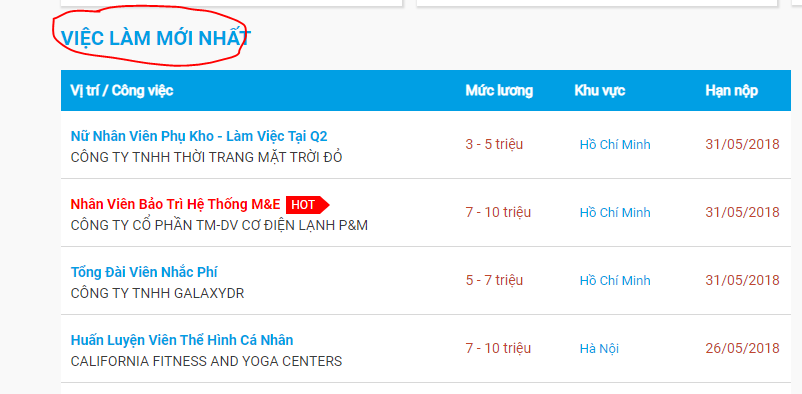 VIỆC LÀM MỚI NHẤT
Vị trí / Công việc Mức lương Khu vực Hạn nộp
Nữ Nhân Viên Phụ Kho - Làm Việc Tại Q2
CÔNG TY TNHH THỜI TRANG MẶT TRỜI ĐỎ
3 - 5 triệu Hồ Chí Minh 31/05/2018
Nhân Viên Bảo Trì Hệ Thống M&E HOT
CÔNG TY CỔ PHẦN TM-DV CƠ ĐIỆN LẠNH P&M
7 - 10 triệu Hồ Chí Minh 31/05/2018
Tổng Đài Viên Nhắc Phí
CÔNG TY TNHH GALAXYDR
5 - 7 triệu Hồ Chí Minh 31/05/2018
Huấn Luyện Viên Thể Hình Cá Nhân
CALIFORNIA FITNESS AND YOGA CENTERS
7 - 10 triệu Hà Nội 26/05/2018